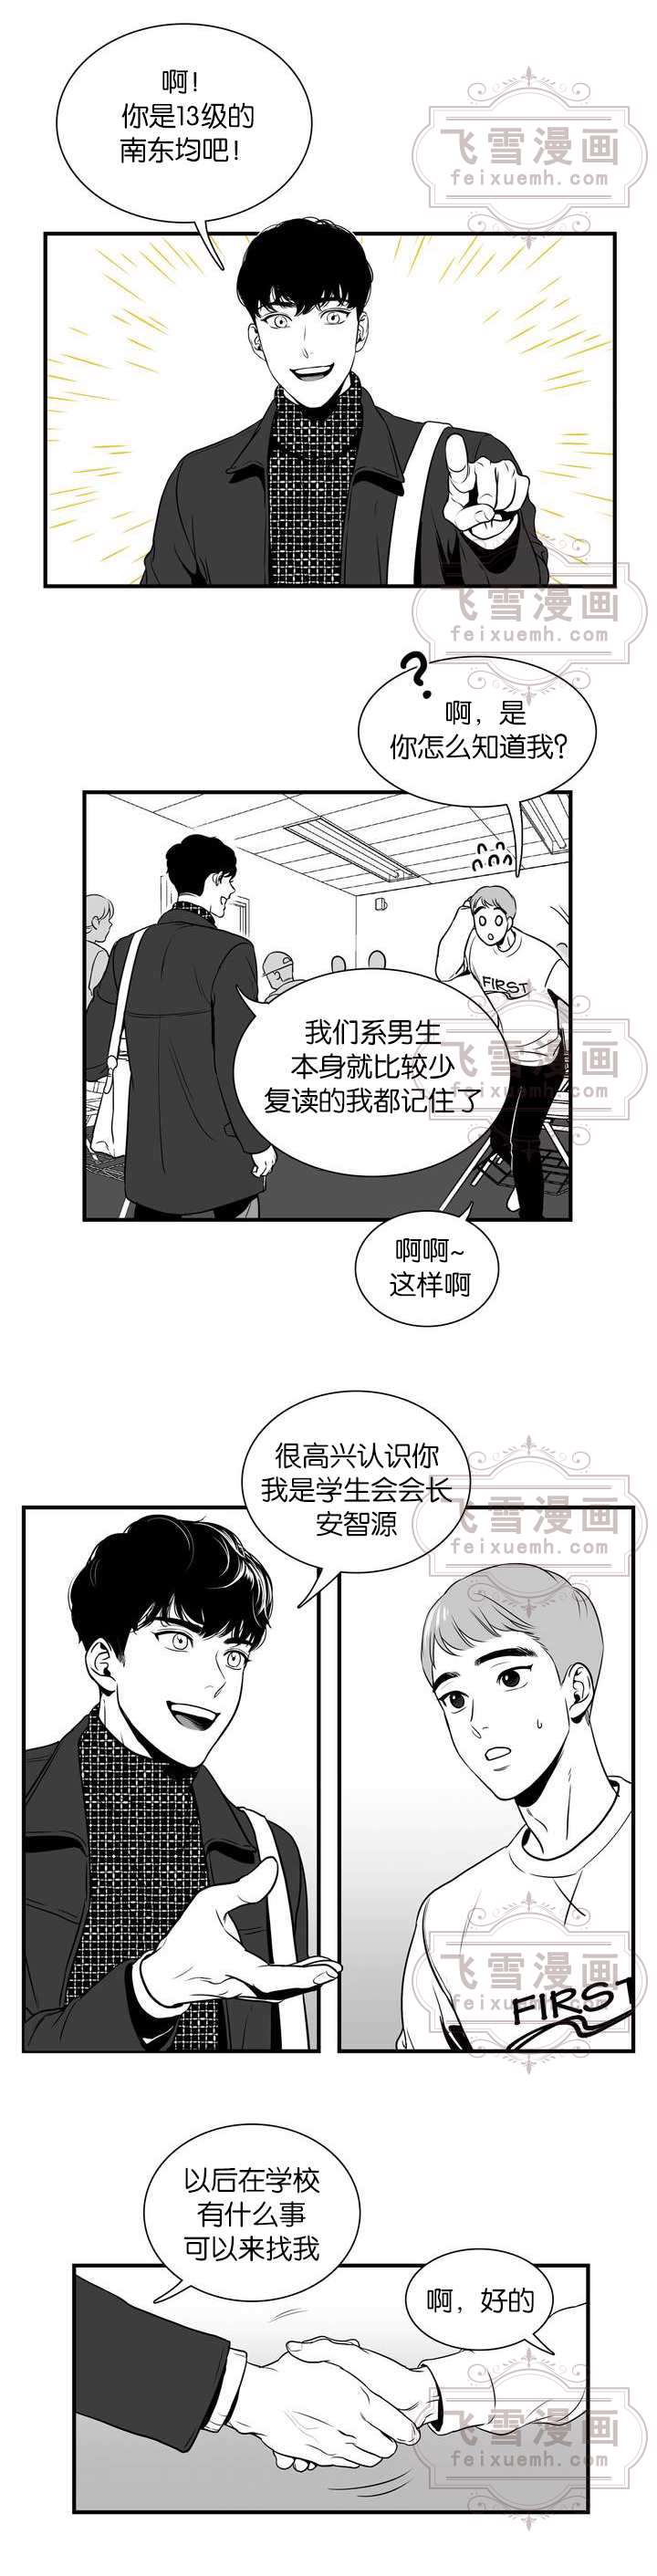 啊!
你是13级的
南东均吧!
飞雪漫画
feixuemh.com
飞雪漫画
feixuemh.com
?
啊，是
你怎么知道我?
???
FIRST
我们系男生
本身就比较少
复读的我都记住了
飞雪漫画
feixuemh.com
啊啊~
这样啊
很高兴认识你
我是学生会会长
安智源
飞雪漫画
feixuemh.com
飞雪漫画
feixuemh.com
FIRST
以后在学校
有什么事
可以来找我
啊，好的
飞雪漫画
feixuemh.com